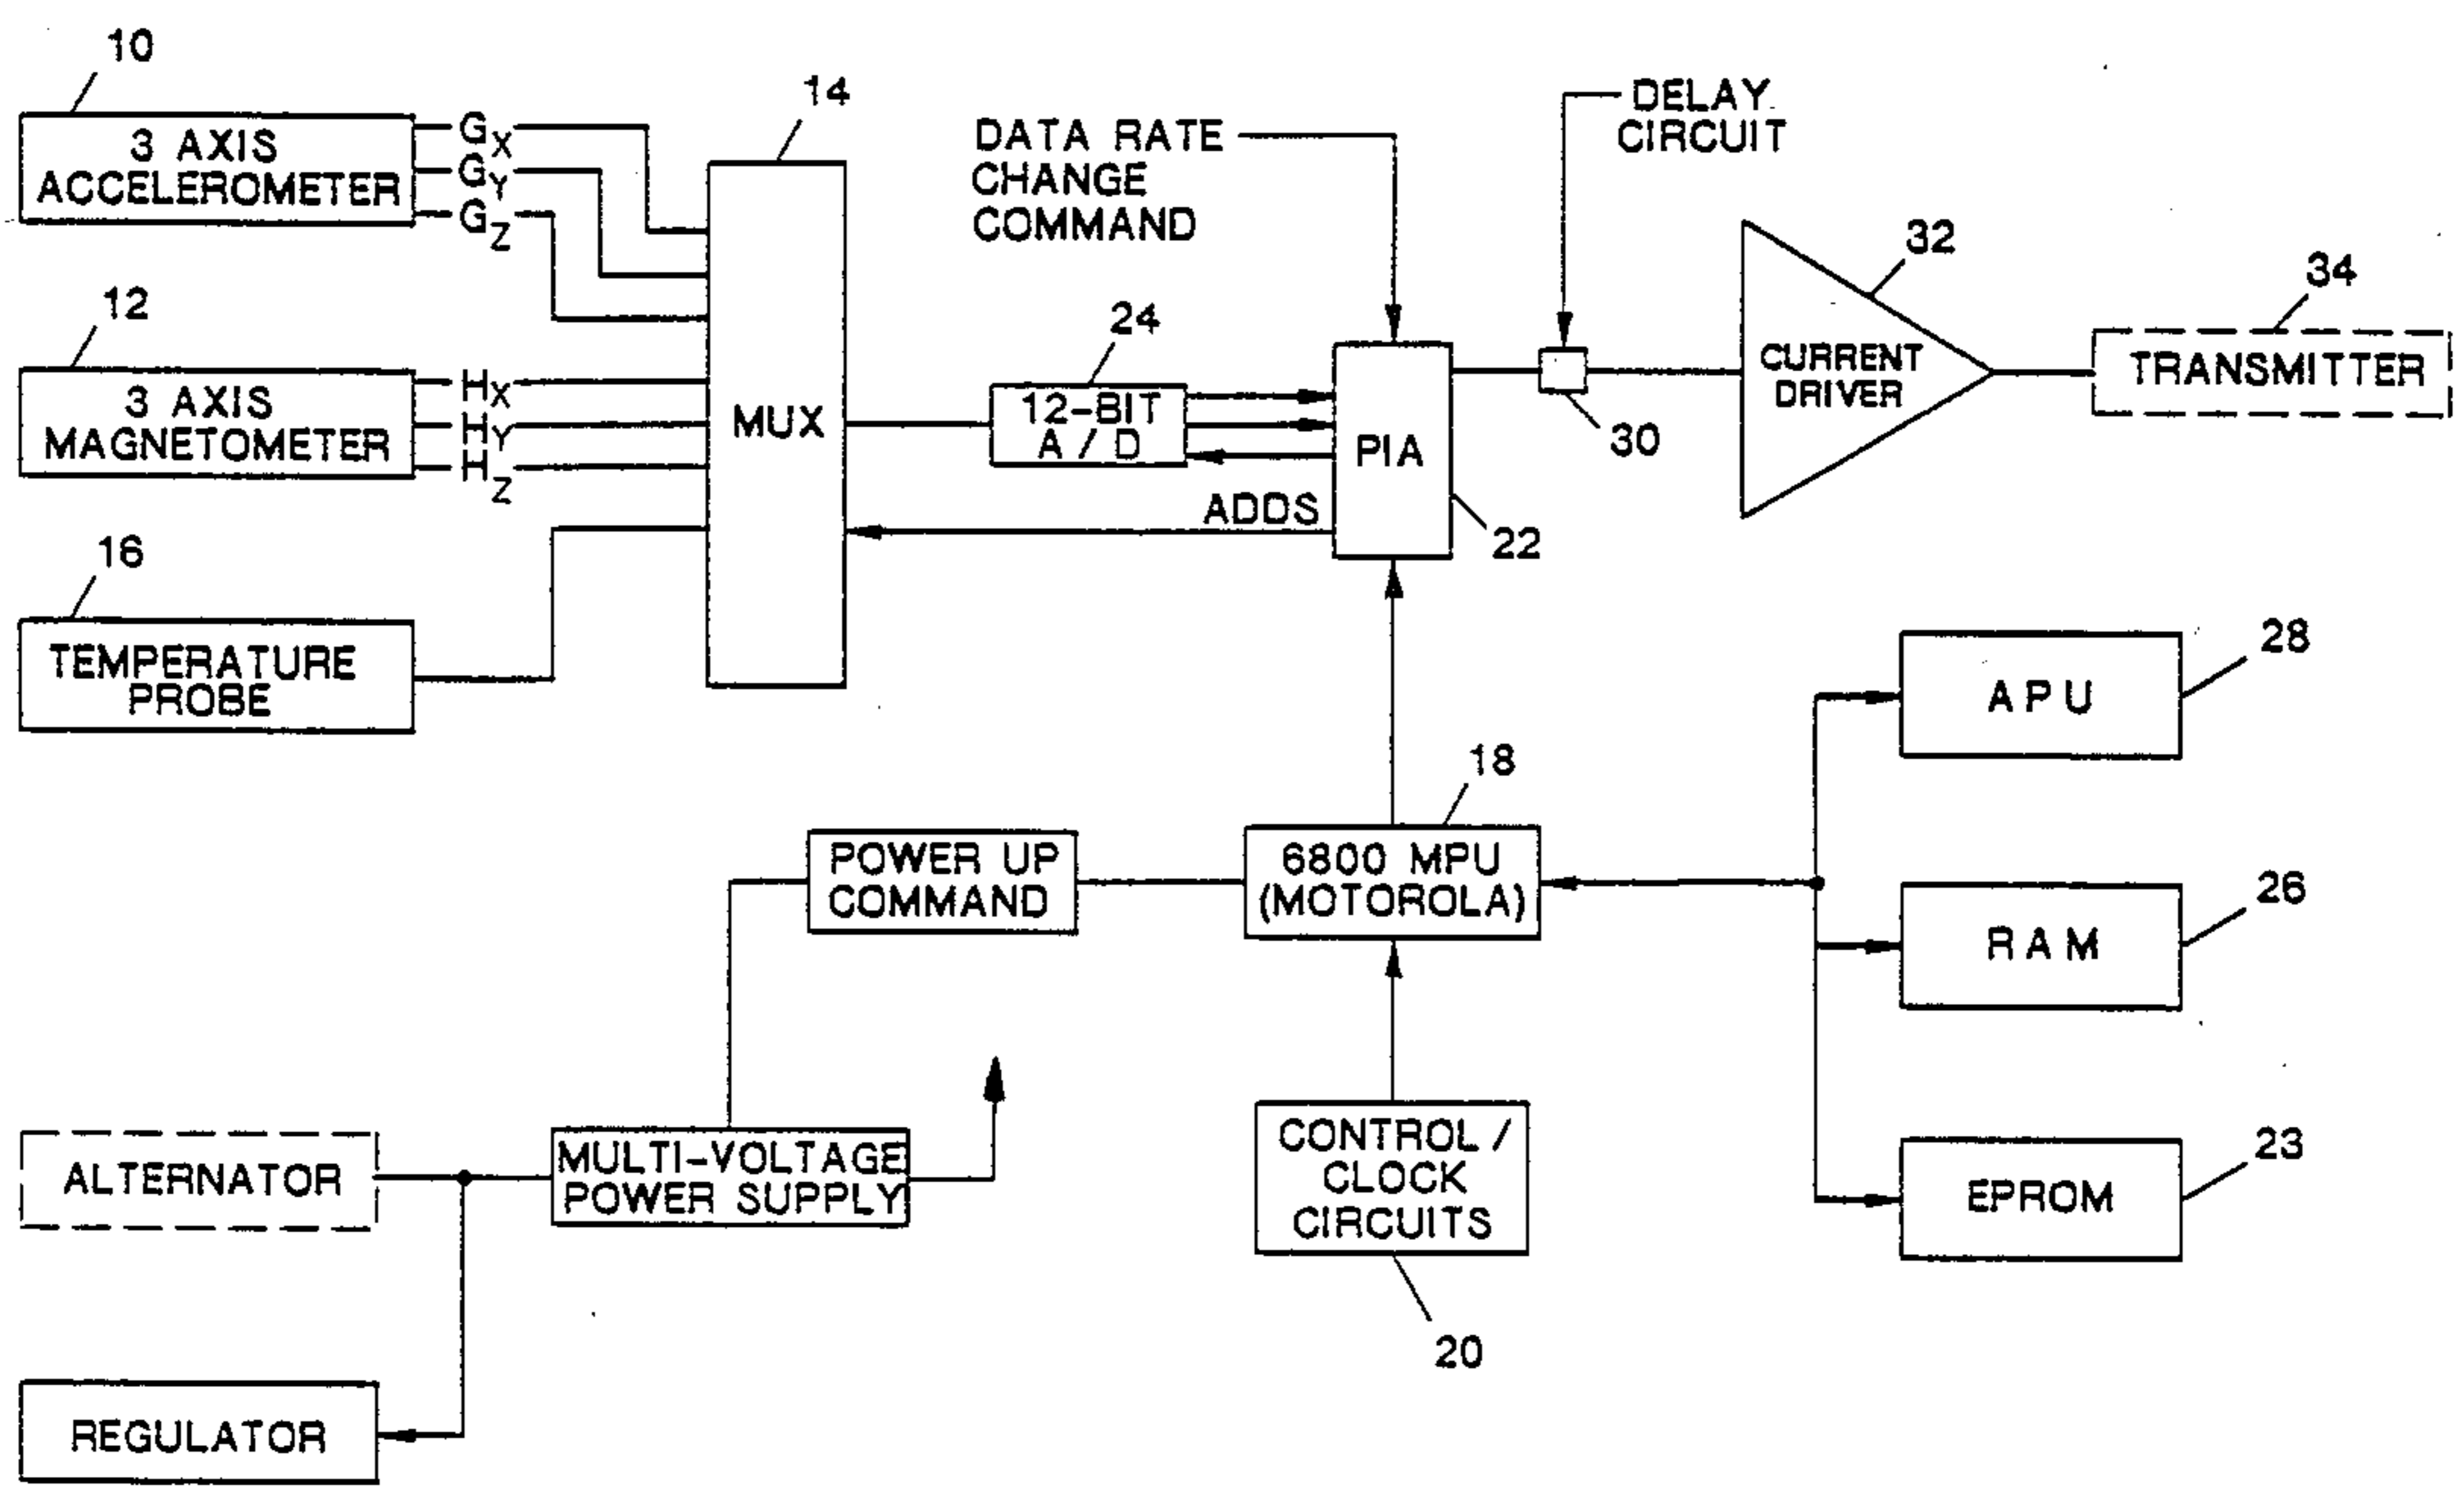 10
3 AXIS
ACCELEROMETER
GX
GY
GZ
12
3 AXIS
MAGNETOMETER
HX
HY
HZ
16
TEMPERATURE
PROBE
14
MUX
DATA RATE
CHANGE
COMMAND
24
12-BIT
A / D
ADDS
PIA
22
DELAY
CIRCUIT
30
32
CURRENT
DRIVER
34
TRANSMITTER
18
6800 MPU
(MOTOROLA)
POWER UP
COMMAND
28
APU
26
RAM
23
EPROM
ALTERNATOR
MULTI-VOLTAGE
POWER SUPPLY
CONTROL /
CLOCK
CIRCUITS
20
REGULATOR